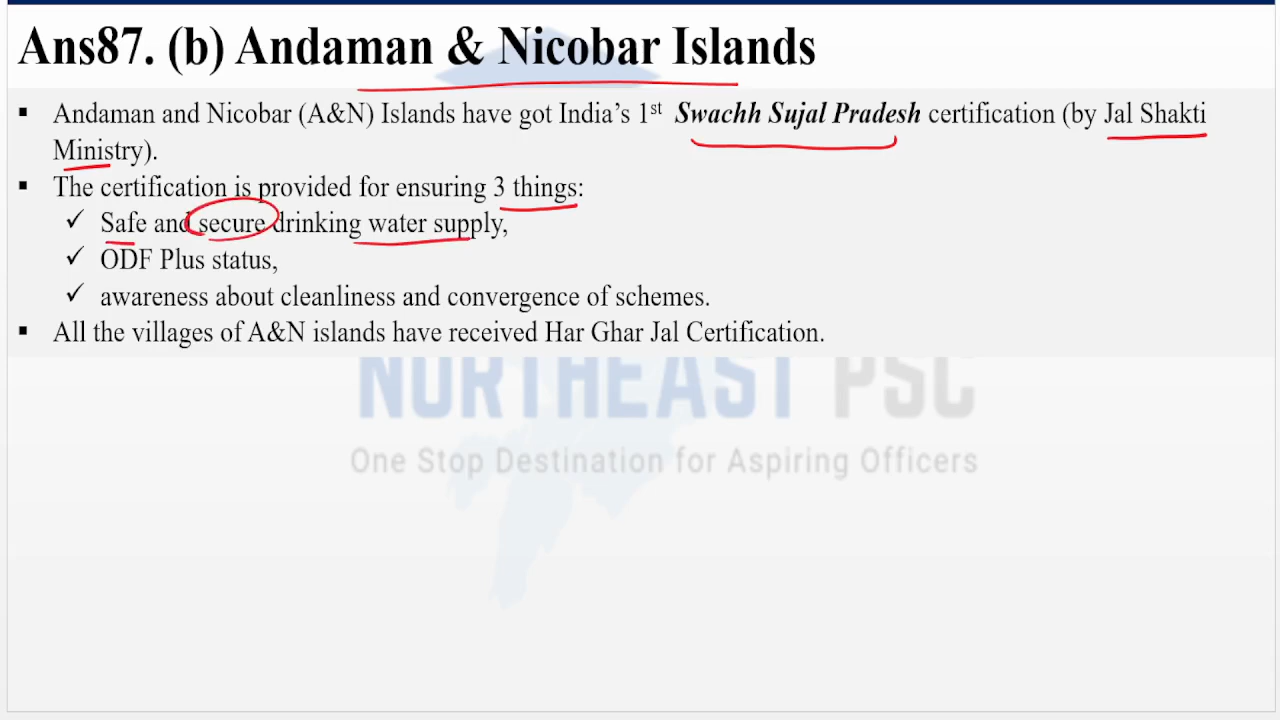 Ans87. (b) Andaman & Nicobar Islands
▪ Andaman and Nicobar (A&N) Islands have got India’s 1st Swachh Sujal Pradesh certification (by Jal Shakti
Ministry).
▪ The certification is provided for ensuring 3 things:
✓ Safe and secure drinking water supply,
✓ ODF Plus status,
✓ awareness about cleanliness and convergence of schemes.
▪ All the villages of A&N islands have received Har Ghar Jal Certification.
NORTHEAST PSC
One Stop Destination for Aspiring Officers